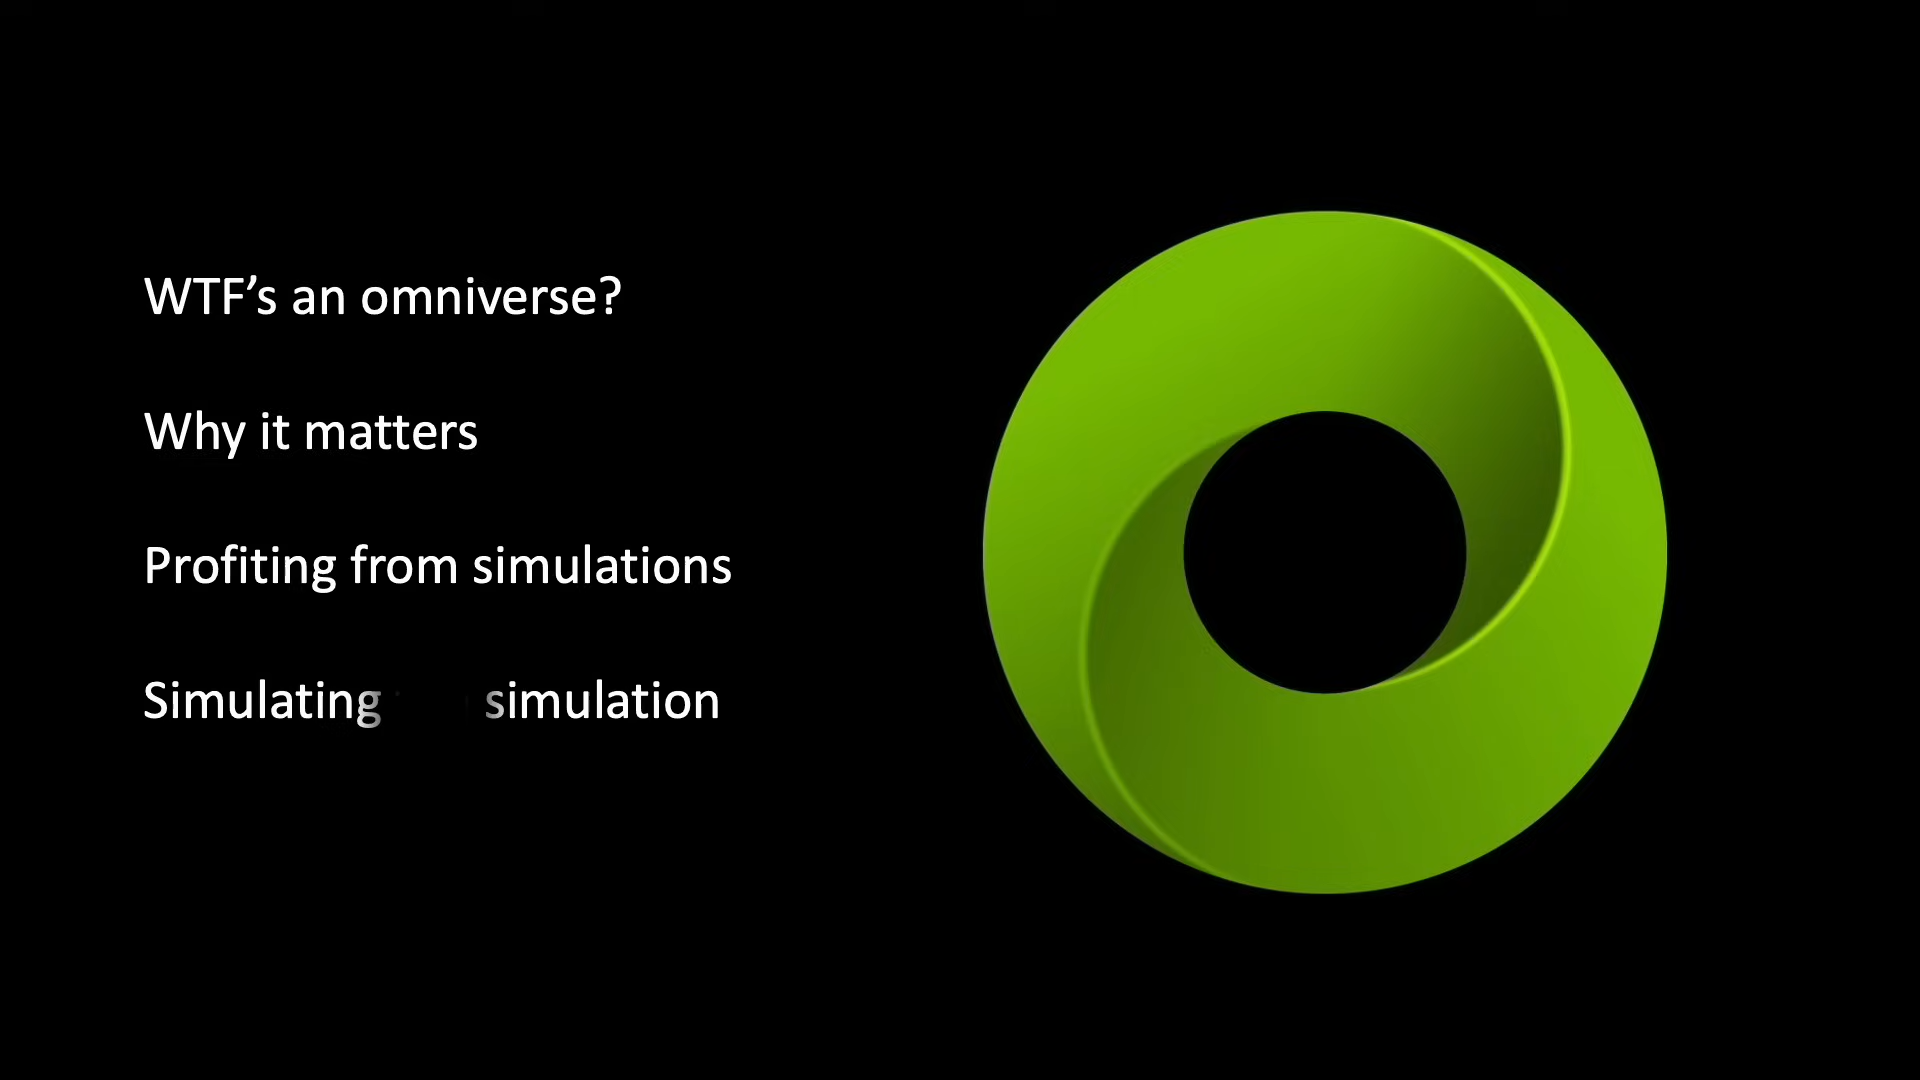 WTF’s an omniverse?
Why it matters
Profiting from simulations
Simulating simulation